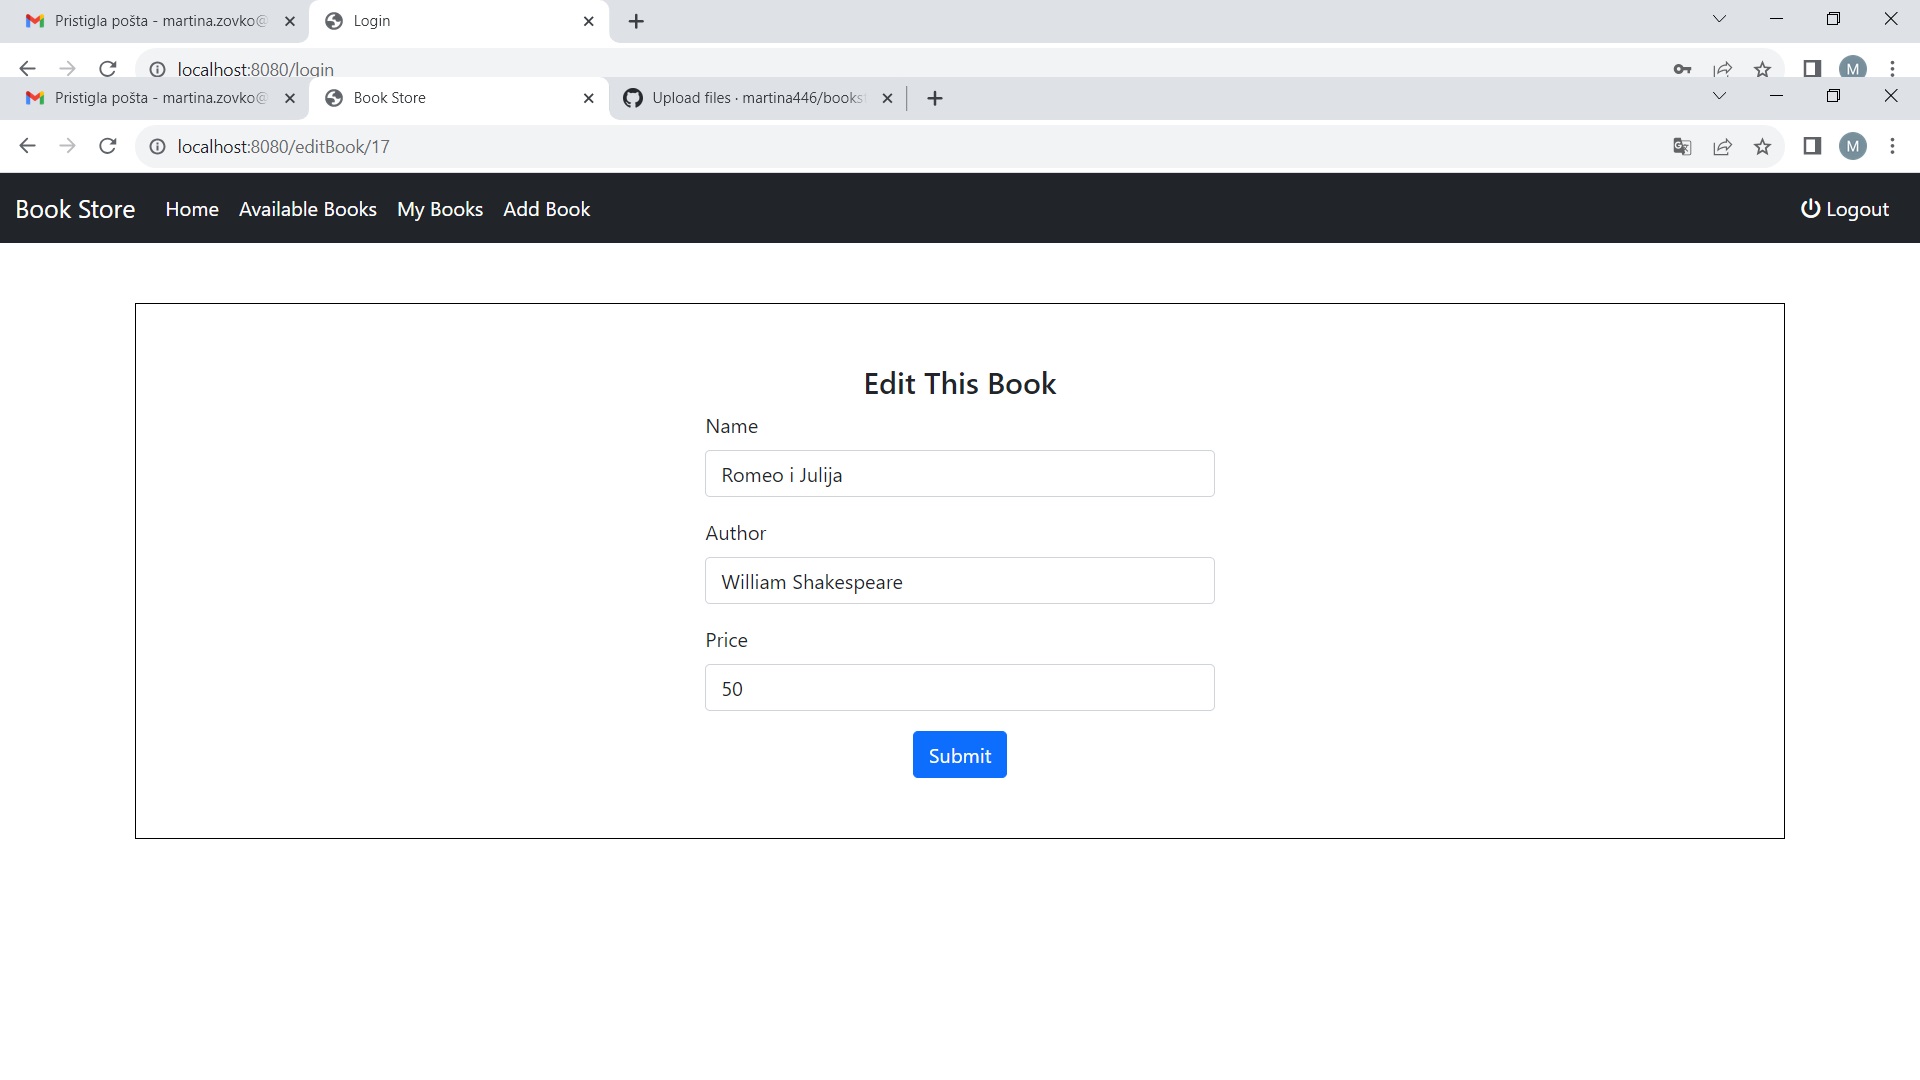 Pristigla pošta - martina.zovko@
Login
localhost:8080/login
M
Pristigla pošta - martina.zovko@
Book Store
Upload files · martina446/books
localhost:8080/editBook/17
M
Book Store Home Available Books My Books Add Book Logout
Edit This Book
Name
Romeo i Julija
Author
William Shakespeare
Price
50
Submit